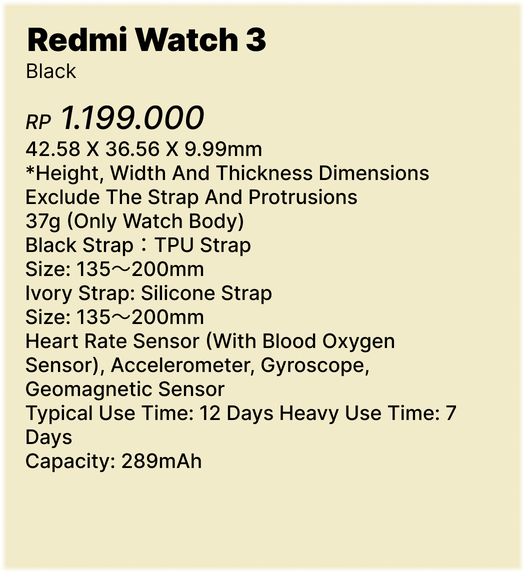 Redmi Watch 3
Black
RP 1.199.000
42.58 X 36.56 X 9.99mm
*Height, Width And Thickness Dimensions
Exclude The Strap And Protrusions
37g (Only Watch Body)
Black Strap：TPU Strap
Size: 135～200mm
Ivory Strap: Silicone Strap
Size: 135～200mm
Heart Rate Sensor (With Blood Oxygen
Sensor), Accelerometer, Gyroscope,
Geomagnetic Sensor
Typical Use Time: 12 Days Heavy Use Time: 7
Days
Capacity: 289mAh